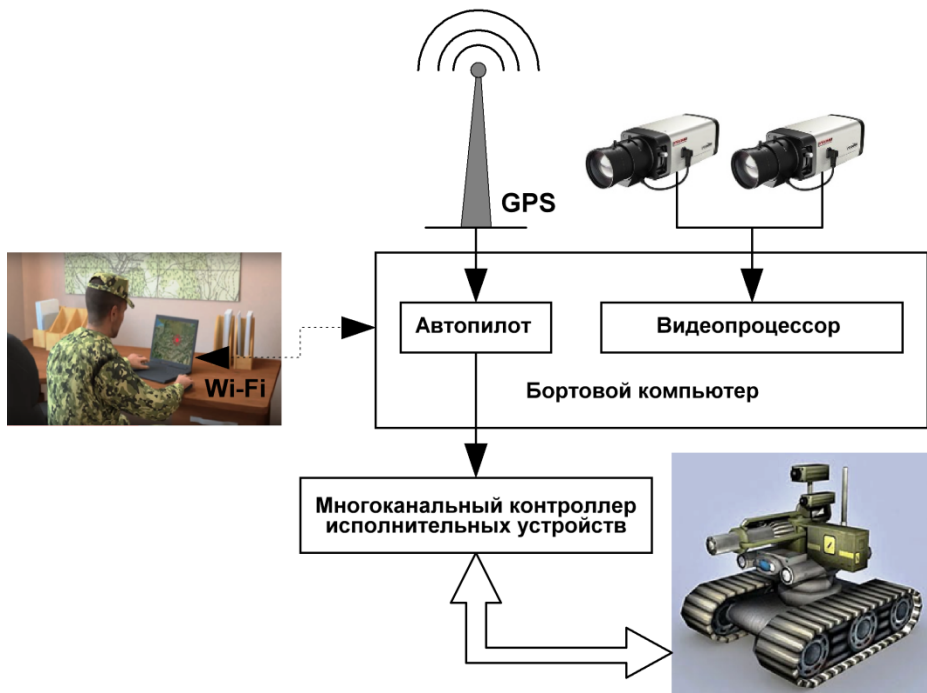 GPS
Автопилот
Видеопроцессор
Wi-Fi
Бортовой компьютер
Многоканальный контроллер
исполнительных устройств